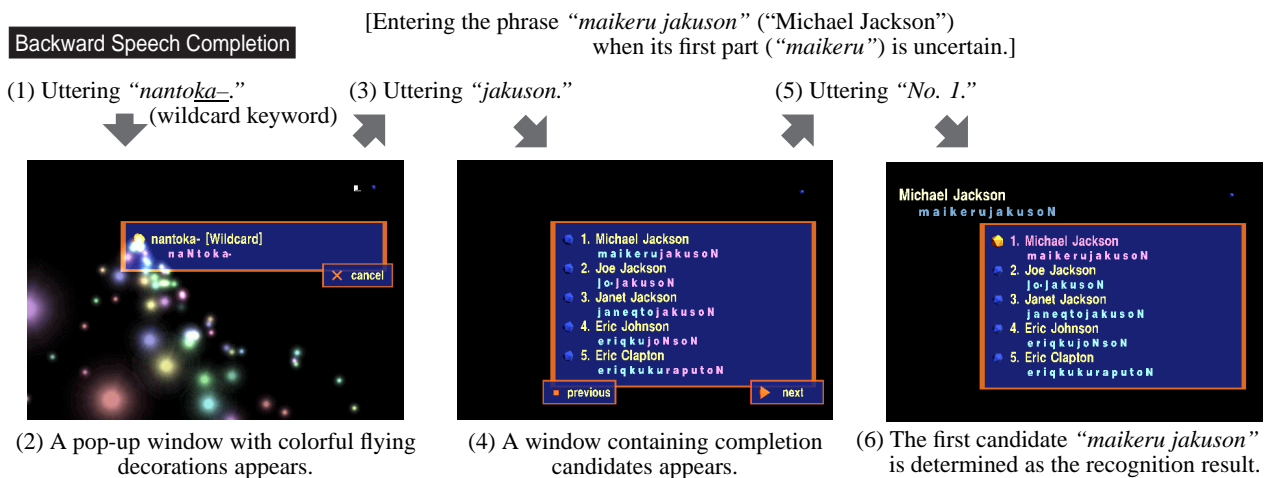 Backward Speech Completion
[Entering the phrase “maikeru jakuson” (“Michael Jackson”)
when its first part (“maikeru”) is uncertain.]
(1) Uttering “nantoka–.”
(wildcard keyword)
(3) Uttering “jakuson.”
(5) Uttering “No. 1.”
nantoka- [Wildcard]
naNtoka-
× cancel
(2) A pop-up window with colorful flying
decorations appears.
1. Michael Jackson
maikerujakusoN
2. Joe Jackson
jo-jakusoN
3. Janet Jackson
janeqtojakusoN
4. Eric Johnson
eriqkujoNsoN
5. Eric Clapton
eriqkukuraputoN
previous
next
(4) A window containing completion
candidates appears.
Michael Jackson
maikerujakusoN
1. Michael Jackson
maikerujakusoN
2. Joe Jackson
jo-jakusoN
3. Janet Jackson
janeqtojakusoN
4. Eric Johnson
eriqkujoNsoN
5. Eric Clapton
eriqkukuraputoN
(6) The first candidate “maikeru jakuson”
is determined as the recognition result.